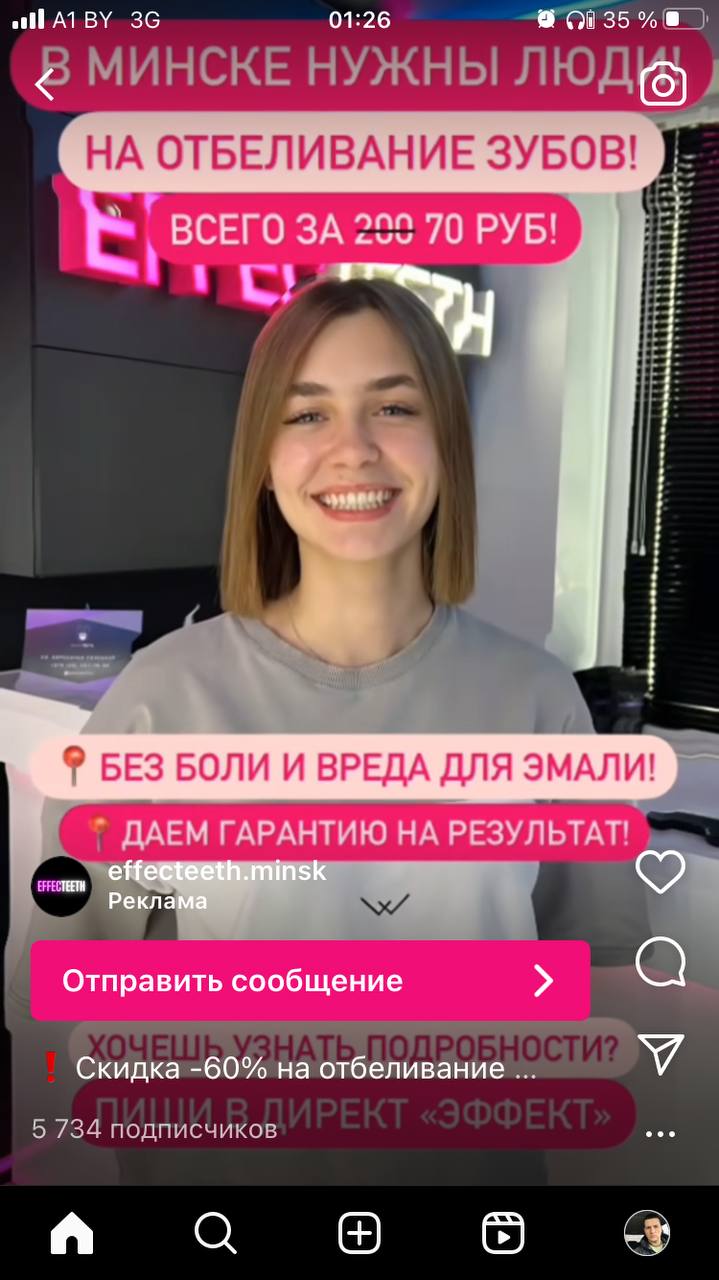 A1 BY 3G 01:26 35 %
В МИНСКЕ НУЖНЫ ЛЮДИ!
НА ОТБЕЛИВАНИЕ ЗУБОВ!
ВСЕГО ЗА 200 70 РУБ!
EFFECTEETH
📍 БЕЗ БОЛИ И ВРЕДА ДЛЯ ЭМАЛИ!
📍 ДАЕМ ГАРАНТИЮ НА РЕЗУЛЬТАТ!
EFFECTEETH
effecteeth.minsk
Реклама
Отправить сообщение
ХОЧЕШЬ УЗНАТЬ ПОДРОБНОСТИ?
❗ Скидка -60% на отбеливание ...
ПИШИ В ДИРЕКТ «ЭФФЕКТ»
5 734 подписчиков